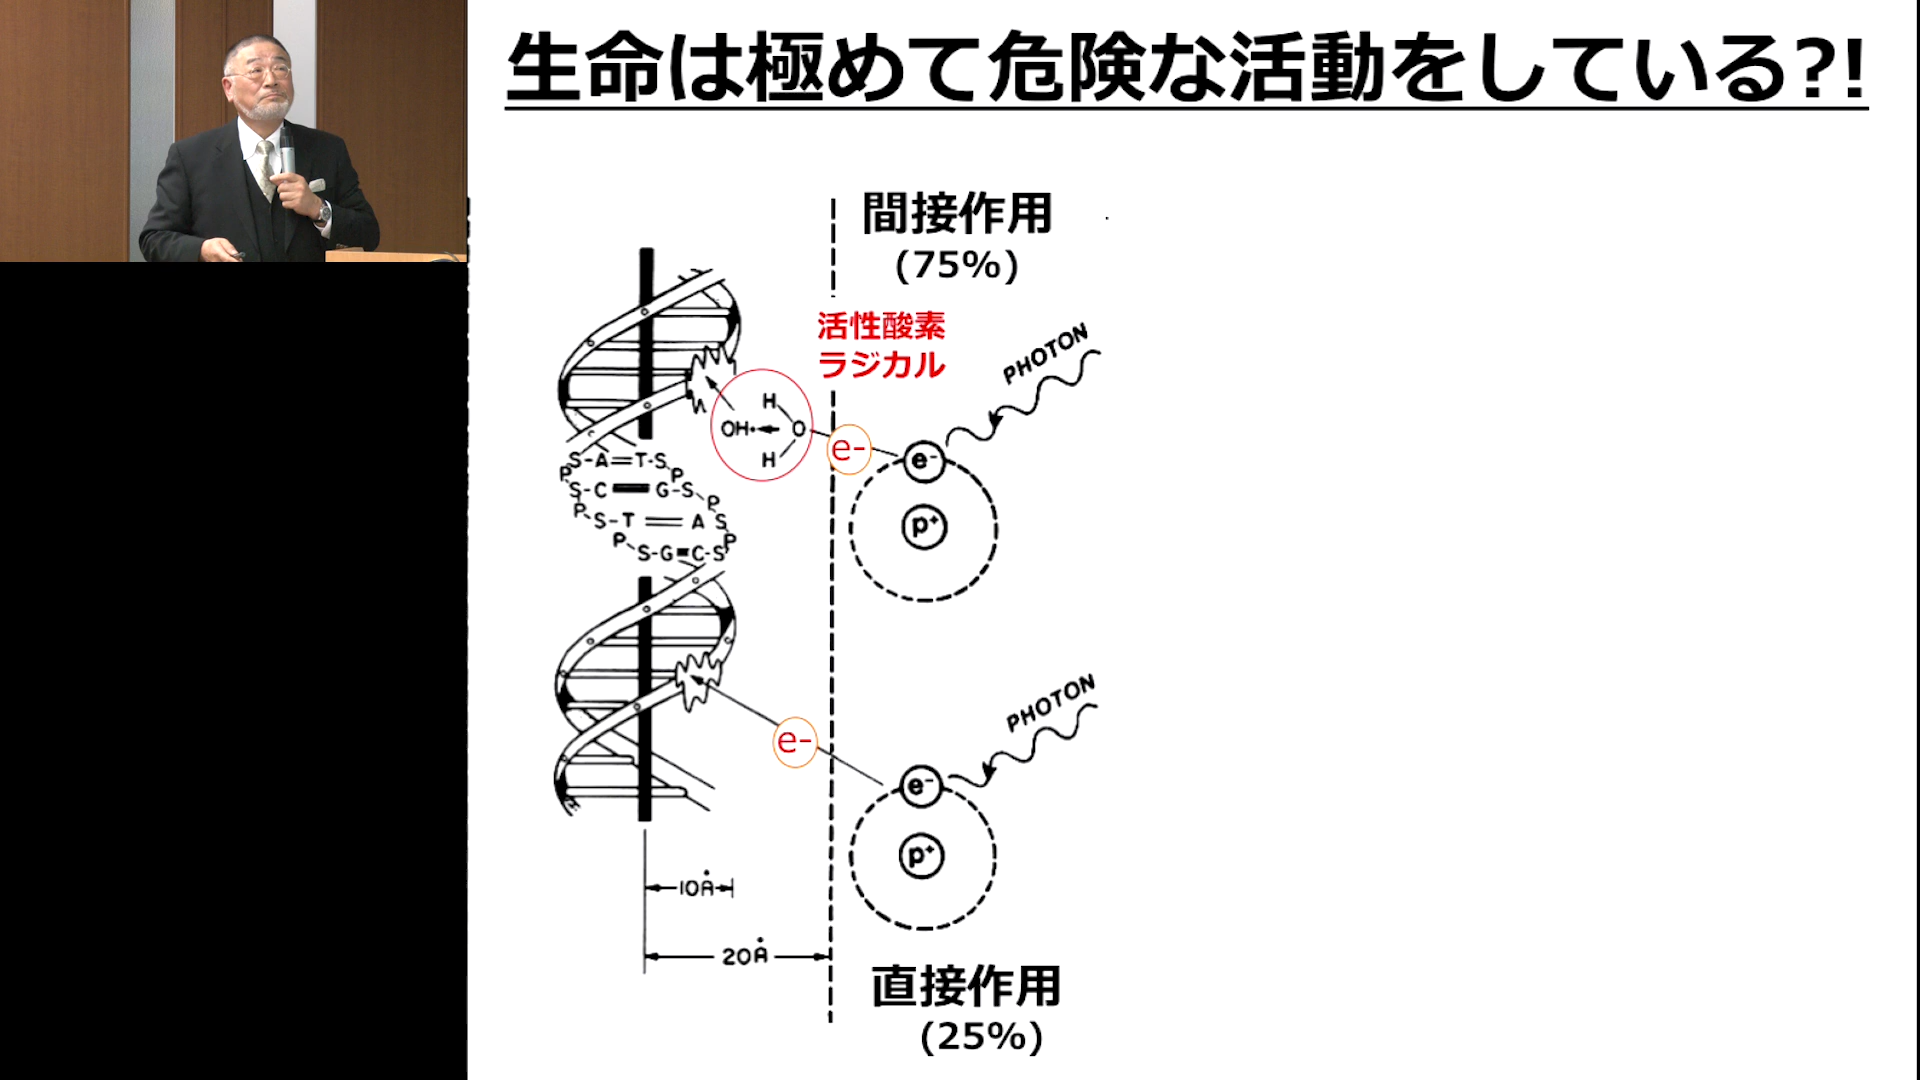 生命は極めて危険な活動をしている?!
間接作用
(75%)
活性酸素
ラジカル
PHOTON
H
OH• O
H
e-
e⁻
p⁺
S-A=T-S
P P
S-C G-S
P P
S-T=A S
P P
S-G≡C-S
PHOTON
e-
e⁻
p⁺
10Å
20Å
直接作用
(25%)